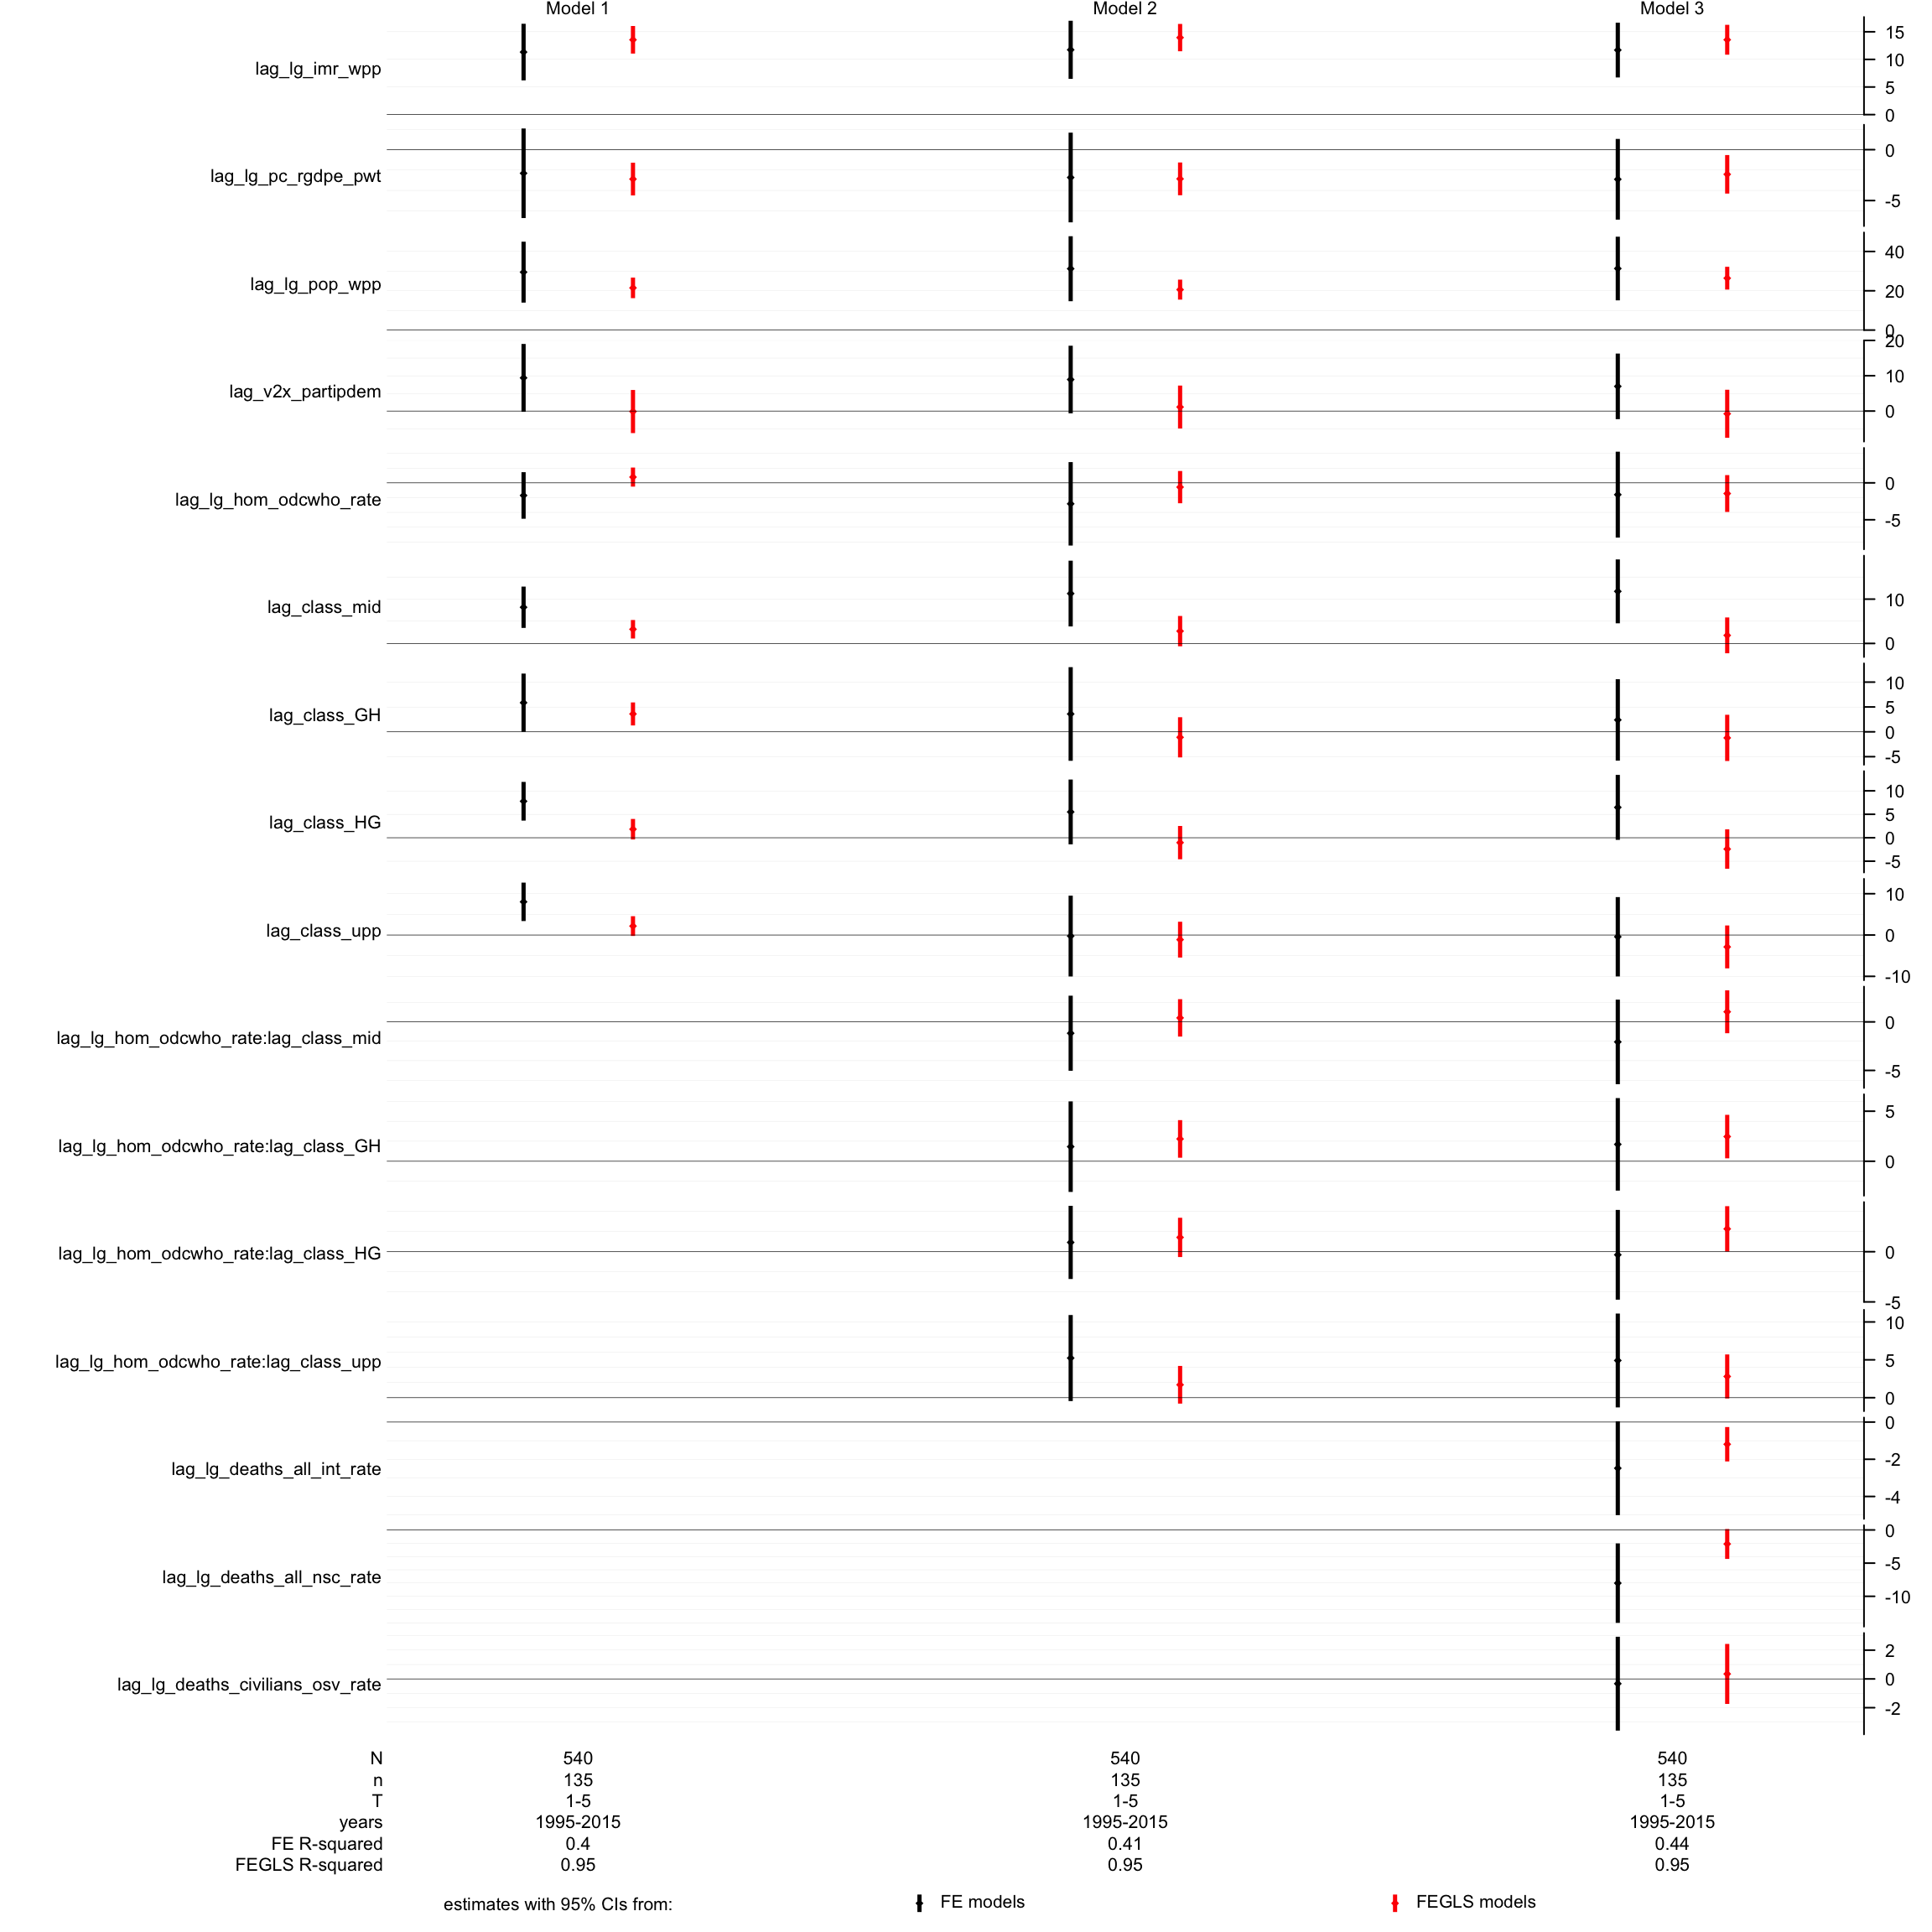 Model 1 Model 2 Model 3
lag_lg_imr_wpp
15
10
5
0
lag_lg_pc_rgdpe_pwt
0
-5
lag_lg_pop_wpp
40
20
0
lag_v2x_partipdem
20
10
0
lag_lg_hom_odcwho_rate
0
-5
lag_class_mid
10
0
lag_class_GH
10
5
0
-5
lag_class_HG
10
5
0
-5
lag_class_upp
10
0
-10
lag_lg_hom_odcwho_rate:lag_class_mid
0
-5
lag_lg_hom_odcwho_rate:lag_class_GH
5
0
lag_lg_hom_odcwho_rate:lag_class_HG
0
-5
lag_lg_hom_odcwho_rate:lag_class_upp
10
5
0
lag_lg_deaths_all_int_rate
0
-2
-4
lag_lg_deaths_all_nsc_rate
0
-5
-10
lag_lg_deaths_civilians_osv_rate
2
0
-2
N 540 540 540
n 135 135 135
T 1-5 1-5 1-5
years 1995-2015 1995-2015 1995-2015
FE R-squared 0.4 0.41 0.44
FEGLS R-squared 0.95 0.95 0.95
estimates with 95% CIs from: FE models FEGLS models